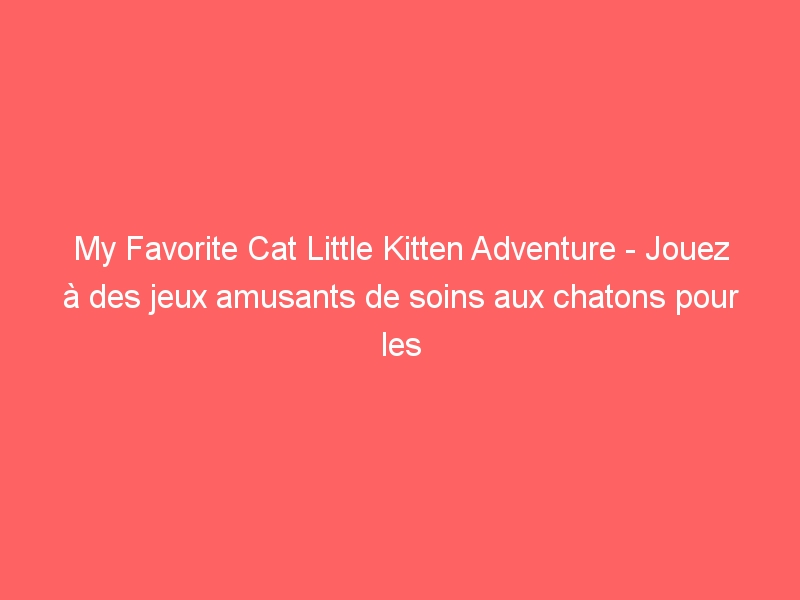 My Favorite Cat Little Kitten Adventure - Jouez
à des jeux amusants de soins aux chatons pour
les